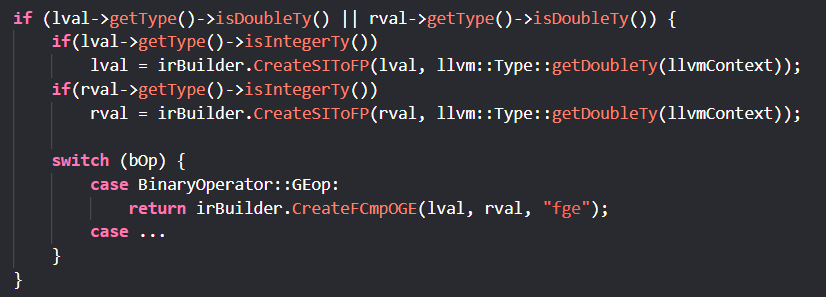 if (lval->getType()->isDoubleTy() || rval->getType()->isDoubleTy()) {
    if(lval->getType()->isIntegerTy())
        lval = irBuilder.CreateSIToFP(lval, llvm::Type::getDoubleTy(llvmContext));
    if(rval->getType()->isIntegerTy())
        rval = irBuilder.CreateSIToFP(rval, llvm::Type::getDoubleTy(llvmContext));
    switch (bOp) {
        case BinaryOperator::GEop:
            return irBuilder.CreateFCmpOGE(lval, rval, "fge");
        case ...
    }
}